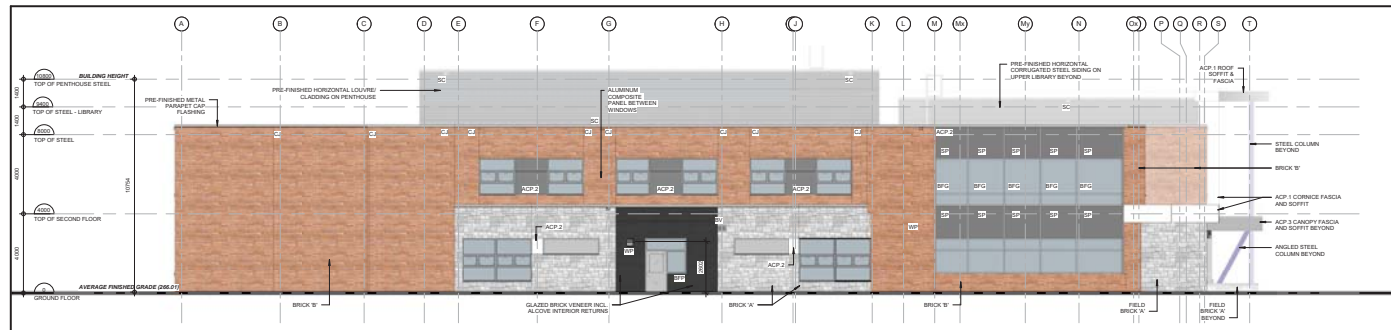 A B C D E F G H J K L M Mx My N Ox P Q R S T
10800
BUILDING HEIGHT
TOP OF PENTHOUSE STEEL
9400
TOP OF STEEL - LIBRARY
8000
TOP OF STEEL
4000
TOP OF SECOND FLOOR
AVERAGE FINISHED GRADE (266.01)
0
GROUND FLOOR
1400
1400
4000
4000
10754
PRE-FINISHED METAL
PARAPET CAP
FLASHING
PRE-FINISHED HORIZONTAL LOUVRE/
CLADDING ON PENTHOUSE
ALUMINUM
COMPOSITE
PANEL BETWEEN
WINDOWS
PRE-FINISHED HORIZONTAL
CORRUGATED STEEL SIDING ON
UPPER LIBRARY BEYOND
ACP.1 ROOF
SOFFIT &
FASCIA
SC SC SC
SC
CJ CJ CJ CJ CJ CJ CJ CJ CJ
ACP.2
SP SP SP SP SP
ACP.2 ACP.2 ACP.2
BFG BFG BFG BFG BFG
SP SP SP SP SP
BV
WP
ACP.2
WP
BFP
ACP.2
STEEL COLUMN
BEYOND
BRICK 'B'
ACP.1 CORNICE FASCIA
AND SOFFIT
ACP.3 CANOPY FASCIA
AND SOFFIT BEYOND
ANGLED STEEL
COLUMN BEYOND
BRICK 'B'
GLAZED BRICK VENEER INCL.
ALCOVE INTERIOR RETURNS
BRICK 'A'
BRICK 'B'
FIELD
BRICK 'A'
FIELD
BRICK 'A'
BEYOND